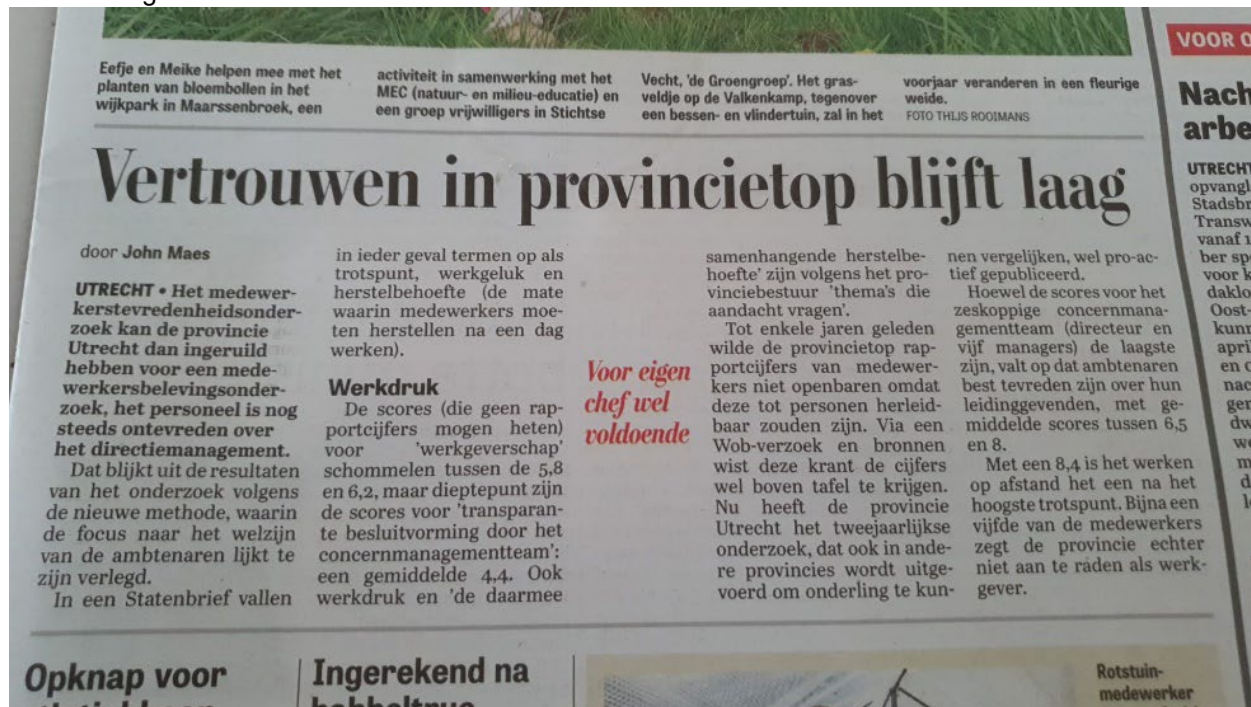 Eefje en Meike helpen mee met het
planten van bloembollen in het
wijkpark in Maarssenbroek, een
activiteit in samenwerking met het
MEC (natuur- en milieu-educatie) en
een groep vrijwilligers in Stichtse
Vecht, 'de Groengroep'. Het gras-
veldje op de Valkenkamp, tegenover
een bessen- en vlindertuin, zal in het
voorjaar veranderen in een fleurige
weide.
FOTO THIJS ROOIMANS
Vertrouwen in provincietop blijft laag
door John Maes
UTRECHT • Het medewer-
kerstevredenheidsonder-
zoek kan de provincie
Utrecht dan ingeruild
hebben voor een mede-
werkersbelevingsonder-
zoek, het personeel is nog
steeds ontevreden over
het directiemanagement.
Dat blijkt uit de resultaten
van het onderzoek volgens
de nieuwe methode, waarin
de focus naar het welzijn
van de ambtenaren lijkt te
zijn verlegd.
In een Statenbrief vallen
in ieder geval termen op als
trotspunt, werkgeluk en
herstelbehoefte (de mate
waarin medewerkers moe-
ten herstellen na een dag
werken).
Werkdruk
De scores (die geen rap-
portcijfers mogen heten)
voor 'werkgeverschap'
schommelen tussen de 5,8
en 6,2, maar dieptepunt zijn
de scores voor 'transparan-
te besluitvorming door het
concernmanagementteam':
een gemiddelde 4,4. Ook
werkdruk en 'de daarmee
Voor eigen
chef wel
voldoende
samenhangende herstelbe-
hoefte' zijn volgens het pro-
vinciebestuur 'thema's die
aandacht vragen'.
Tot enkele jaren geleden
wilde de provincietop rap-
portcijfers van medewer-
kers niet openbaren omdat
deze tot personen herleid-
baar zouden zijn. Via een
Wob-verzoek en bronnen
wist deze krant de cijfers
wel boven tafel te krijgen.
Nu heeft de provincie
Utrecht het tweejaarlijkse
onderzoek, dat ook in ande-
re provincies wordt uitge-
voerd om onderling te kun-
nen vergelijken, wel pro-ac-
tief gepubliceerd.
Hoewel de scores voor het
zeskoppige concernmana-
gementteam (directeur en
vijf managers) de laagste
zijn, valt op dat ambtenaren
best tevreden zijn over hun
leidinggevenden, met ge-
middelde scores tussen 6,5
en 8.
Met een 8,4 is het werken
op afstand het een na het
hoogste trotspunt. Bijna een
vijfde van de medewerkers
zegt de provincie echter
niet aan te raden als werk-
gever.
VOOR
Nach
arbe
UTRECHT
opvangl
Stadsbr
Transw
vanaf 1
ber spe
voor k
daklo
Oost-
kunn
apri
en
nac
ger
dw
we
m
d
Opknap voor
Ingerekend na
Rotstuin-
medewerker